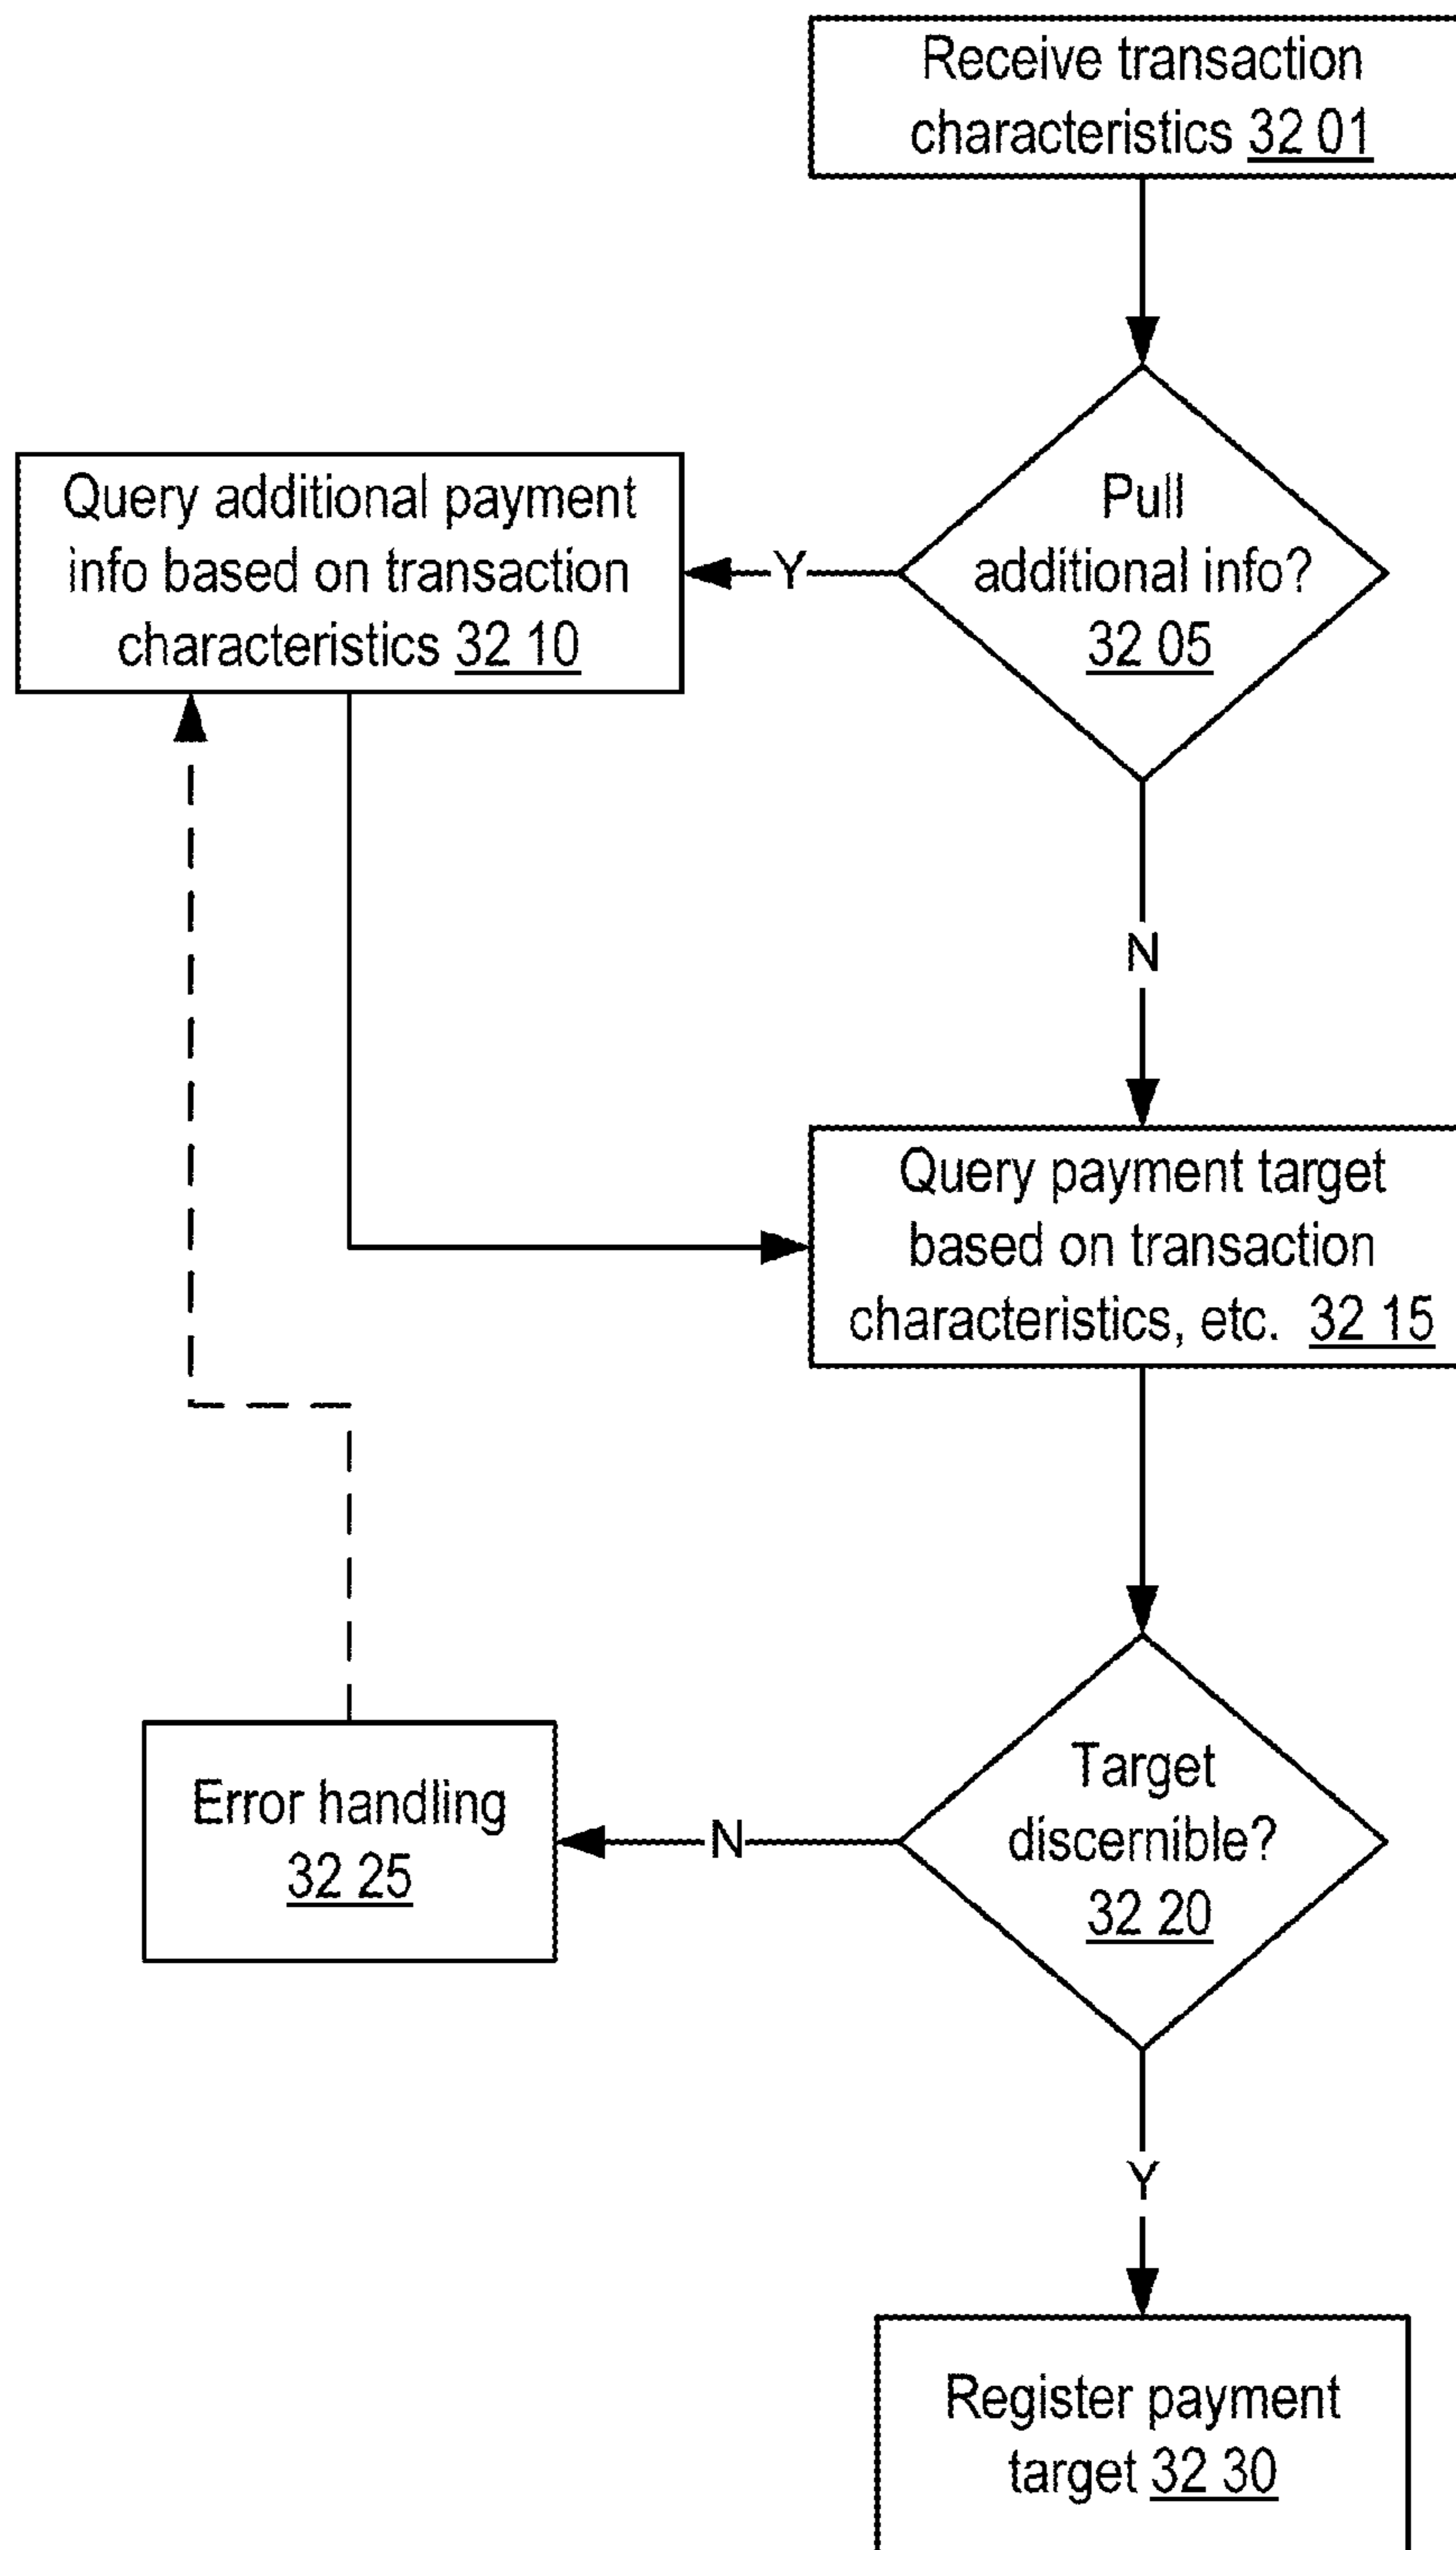 Receive transaction
characteristics 32 01
Pull
additional info?
32 05
Y
Query additional payment
info based on transaction
characteristics 32 10
N
Query payment target
based on transaction
characteristics, etc. 32 15
Target
discernible?
32 20
N
Error handling
32 25
Y
Register payment
target 32 30